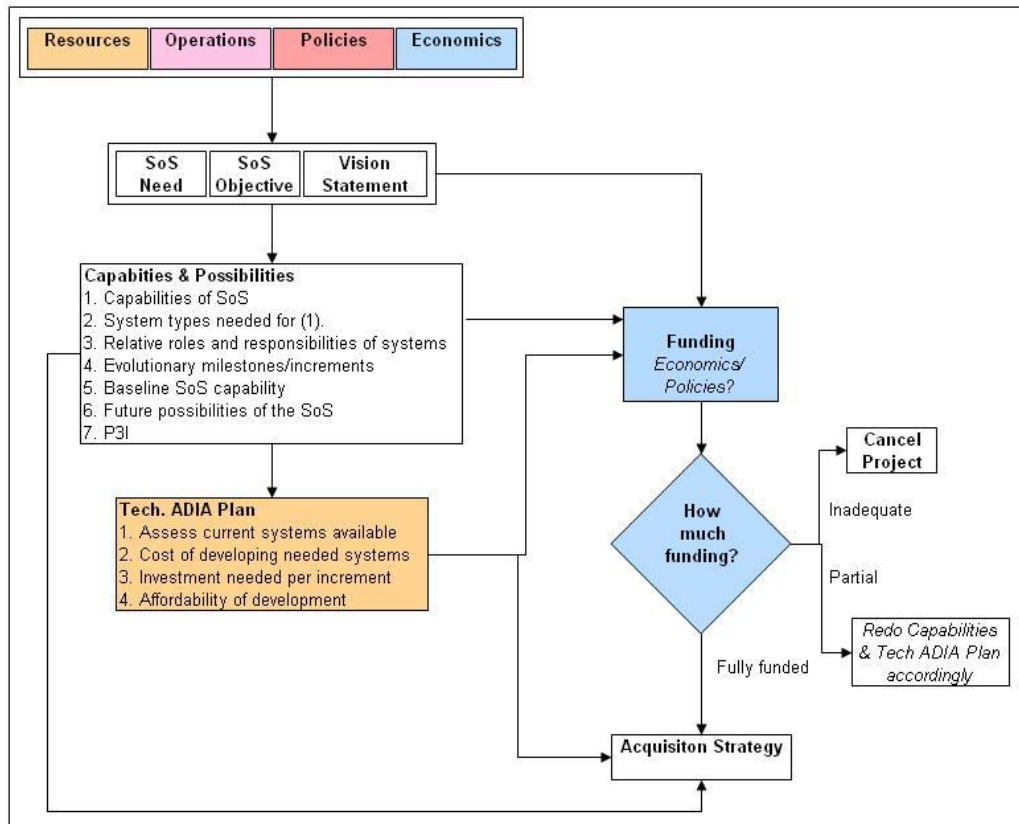 Resources Operations Policies Economics
SoS Need
SoS Objective
Vision Statement
Capabities & Possibilities
1. Capabilities of SoS
2. System types needed for (1).
3. Relative roles and responsibilities of systems
4. Evolutionary milestones/increments
5. Baseline SoS capability
6. Future possibilities of the SoS
7. P3I
Tech. ADIA Plan
1. Assess current systems available
2. Cost of developing needed systems
3. Investment needed per increment
4. Affordability of development
Funding
Economics/
Policies?
How
much
funding?
Cancel
Project
Inadequate
Partial
Redo Capabilities
& Tech ADIA Plan
accordingly
Fully funded
Acquisiton Strategy